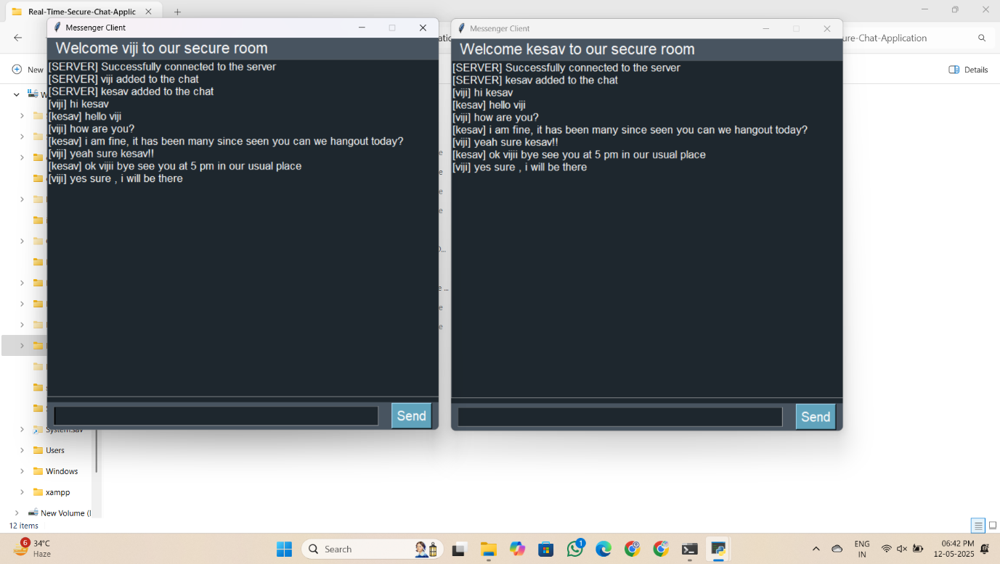 Real-Time-Secure-Chat-Applic
Messenger Client
Welcome viji to our secure room
[SERVER] Successfully connected to the server
[SERVER] viji added to the chat
[SERVER] kesav added to the chat
[viji] hi kesav
[kesav] hello viji
[viji] how are you?
[kesav] i am fine, it has been many since seen you can we hangout today?
[viji] yeah sure kesav!!
[kesav] ok vijii bye see you at 5 pm in our usual place
[viji] yes sure , i will be there
Send
Messenger Client
Welcome kesav to our secure room
[SERVER] Successfully connected to the server
[SERVER] kesav added to the chat
[viji] hi kesav
[kesav] hello viji
[viji] how are you?
[kesav] i am fine, it has been many since seen you can we hangout today?
[viji] yeah sure kesav!!
[kesav] ok vijii bye see you at 5 pm in our usual place
[viji] yes sure , i will be there
Send
ure-Chat-Application
New
Details
System.sav
Users
Windows
xampp
New Volume (
12 items
6
34°C
Haze
Search
1
ENG
IN
06:42 PM
12-05-2025